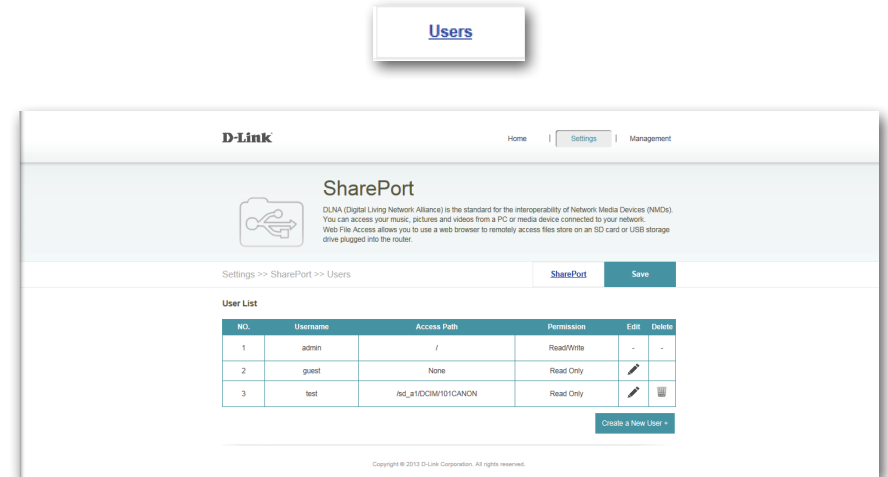 Users
D-Link
Home | Settings | Management
SharePort
DLNA (Digital Living Network Alliance) is the standard for the interoperability of Network Media Devices (NMDs).
You can access your music, pictures and videos from a PC or media device connected to your network.
Web File Access allows you to use a web browser to remotely access files store on an SD card or USB storage
drive plugged into the router.
Settings >> SharePort >> Users SharePort Save
User List
NO. Username Access Path Permission Edit Delete
1 admin / Read/Write - -
2 guest None Read Only
3 test /sd_a1/DCIM/101CANON Read Only
Create a New User +
Copyright © 2013 D-Link Corporation. All rights reserved.